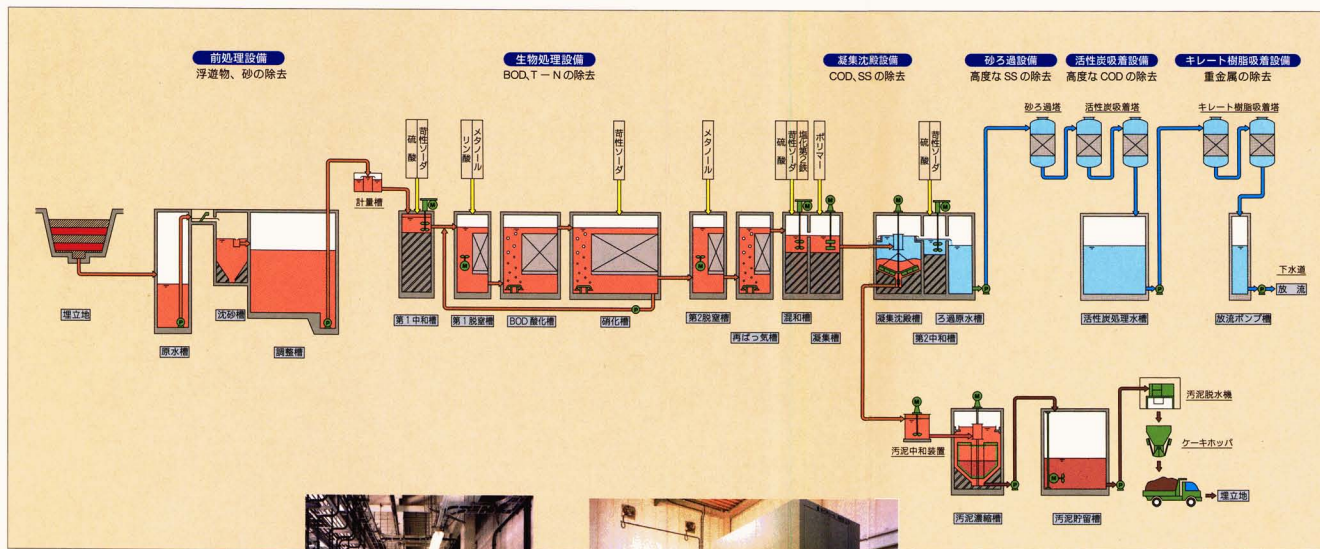 前処理設備
浮遊物、砂の除去
生物処理設備
BOD、T－Nの除去
凝集沈殿設備
COD、SSの除去
砂ろ過設備
高度なSSの除去
活性炭吸着設備
高度なCODの除去
キレート樹脂吸着設備
重金属の除去
砂ろ過塔
活性炭吸着塔
キレート樹脂吸着塔
硫酸
苛性ソーダ
リン酸
メタノール
苛性ソーダ
メタノール
硫酸
苛性ソーダ
塩化第2鉄
ポリマー
硫酸
苛性ソーダ
計量槽
埋立地
原水槽
沈砂槽
調整槽
第1中和槽
第1脱窒槽
BOD酸化槽
硝化槽
第2脱窒槽
再ばっ気槽
混和槽
凝集槽
凝集沈殿槽
第2中和槽
ろ過原水槽
活性炭処理水槽
放流ポンプ槽
下水道
放流
汚泥中和装置
汚泥濃縮槽
汚泥貯留槽
汚泥脱水機
ケーキホッパ
埋立地
P
P
M
M
P
M
M
M
M
M
P
P
P
M
M
P
M
P